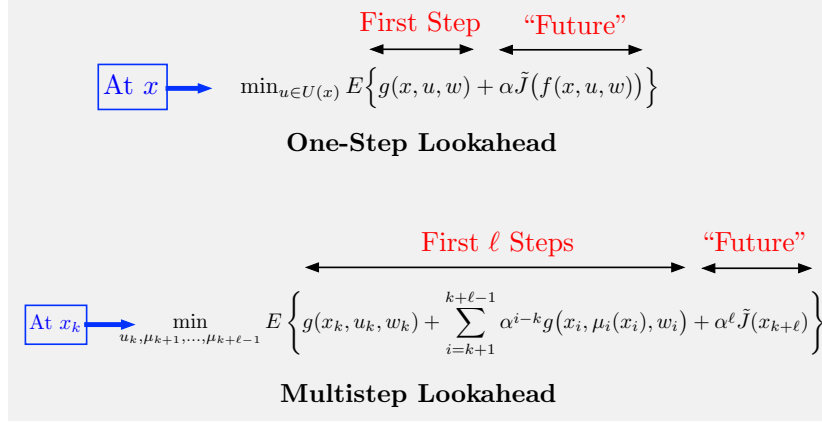 First Step “Future”
At x min_{u∈U(x)} E{g(x, u, w) + αJ̃(f(x, u, w))}
One-Step Lookahead
First ℓ Steps “Future”
At x_k min_{u_k,μ_{k+1},...,μ_{k+ℓ−1}} E{g(x_k, u_k, w_k) + ∑_{i=k+1}^{k+ℓ−1} α^{i−k} g(x_i, μ_i(x_i), w_i) + α^ℓ J̃(x_{k+ℓ})}
Multistep Lookahead